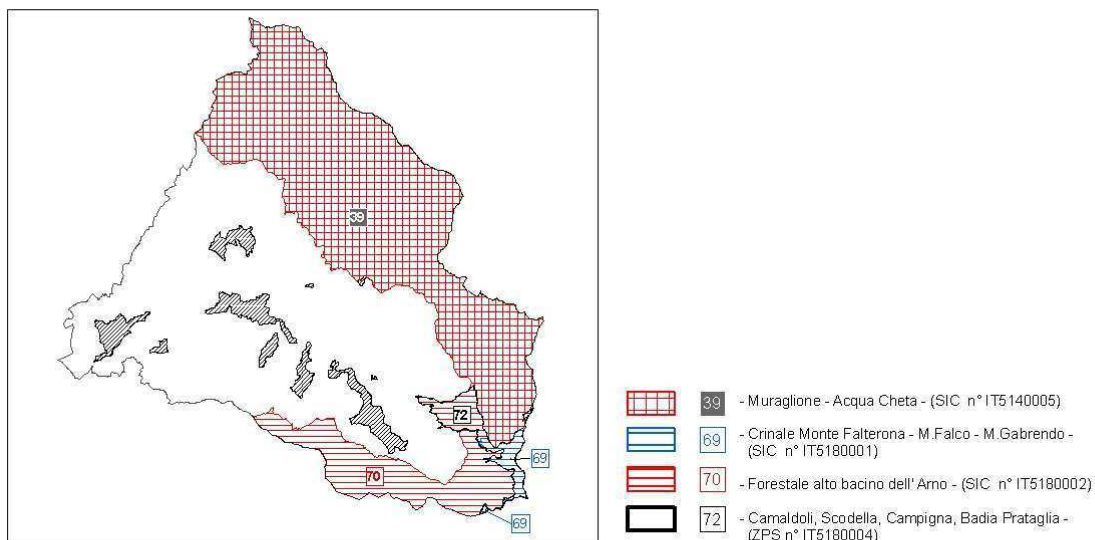 39
72
69
70
69
39 - Muraglione - Acqua Cheta - (SIC n° IT5140005)
69 - Crinale Monte Falterona - M.Falco - M.Gabrendo -
(SIC n° IT5180001)
70 - Forestale alto bacino dell'Arno - (SIC n° IT5180002)
72 - Camaldoli, Scodella, Campigna, Badia Prataglia -
(ZPS n° IT5180004)